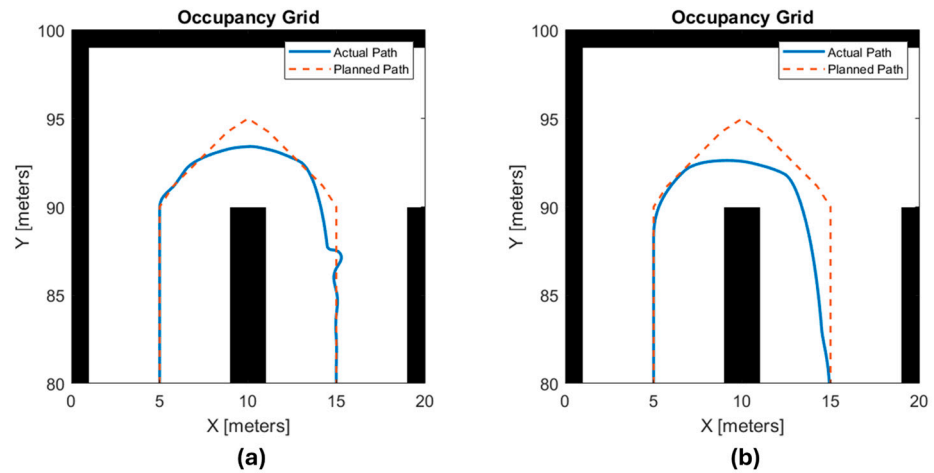 Occupancy Grid
Actual Path
Planned Path
100
95
90
85
80
Y [meters]
0 5 10 15 20
X [meters]
(a)
Occupancy Grid
Actual Path
Planned Path
100
95
90
85
80
Y [meters]
0 5 10 15 20
X [meters]
(b)